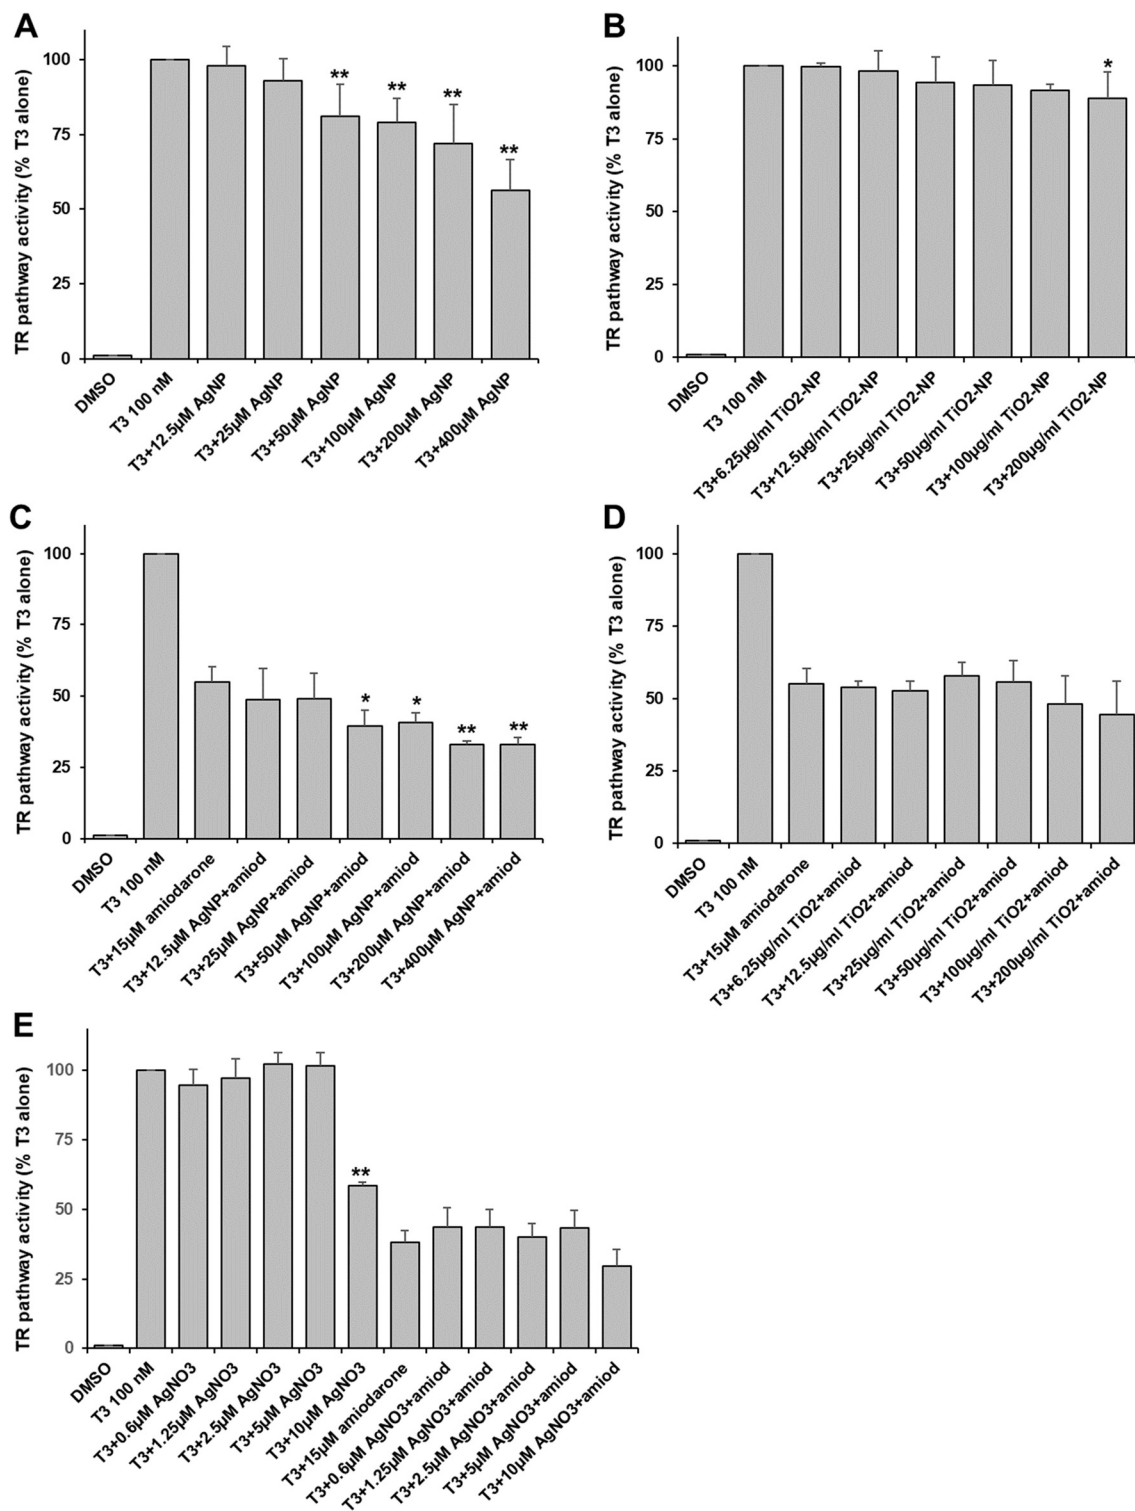 A
TR pathway activity (% T3 alone)
100
75
50
25
0
**
**
**
**
DMSO
T3 100 nM
T3+12.5µM AgNP
T3+25µM AgNP
T3+50µM AgNP
T3+100µM AgNP
T3+200µM AgNP
T3+400µM AgNP
B
TR pathway activity (% T3 alone)
100
75
50
25
0
*
DMSO
T3 100 nM
T3+6.25µg/ml TiO2-NP
T3+12.5µg/ml TiO2-NP
T3+25µg/ml TiO2-NP
T3+50µg/ml TiO2-NP
T3+100µg/ml TiO2-NP
T3+200µg/ml TiO2-NP
C
TR pathway activity (% T3 alone)
100
75
50
25
0
*
*
**
**
DMSO
T3 100 nM
T3+15µM amiodarone
T3+12.5µM AgNP+amiod
T3+25µM AgNP+amiod
T3+50µM AgNP+amiod
T3+100µM AgNP+amiod
T3+200µM AgNP+amiod
T3+400µM AgNP+amiod
D
TR pathway activity (% T3 alone)
100
75
50
25
0
DMSO
T3 100 nM
T3+15µM amiodarone
T3+6.25µg/ml TiO2+amiod
T3+12.5µg/ml TiO2+amiod
T3+25µg/ml TiO2+amiod
T3+50µg/ml TiO2+amiod
T3+100µg/ml TiO2+amiod
T3+200µg/ml TiO2+amiod
E
TR pathway activity (% T3 alone)
100
75
50
25
0
**
DMSO
T3 100 nM
T3+0.6µM AgNO3
T3+1.25µM AgNO3
T3+2.5µM AgNO3
T3+5µM AgNO3
T3+10µM AgNO3
T3+15µM amiodarone
T3+0.6µM AgNO3+amiod
T3+1.25µM AgNO3+amiod
T3+2.5µM AgNO3+amiod
T3+5µM AgNO3+amiod
T3+10µM AgNO3+amiod